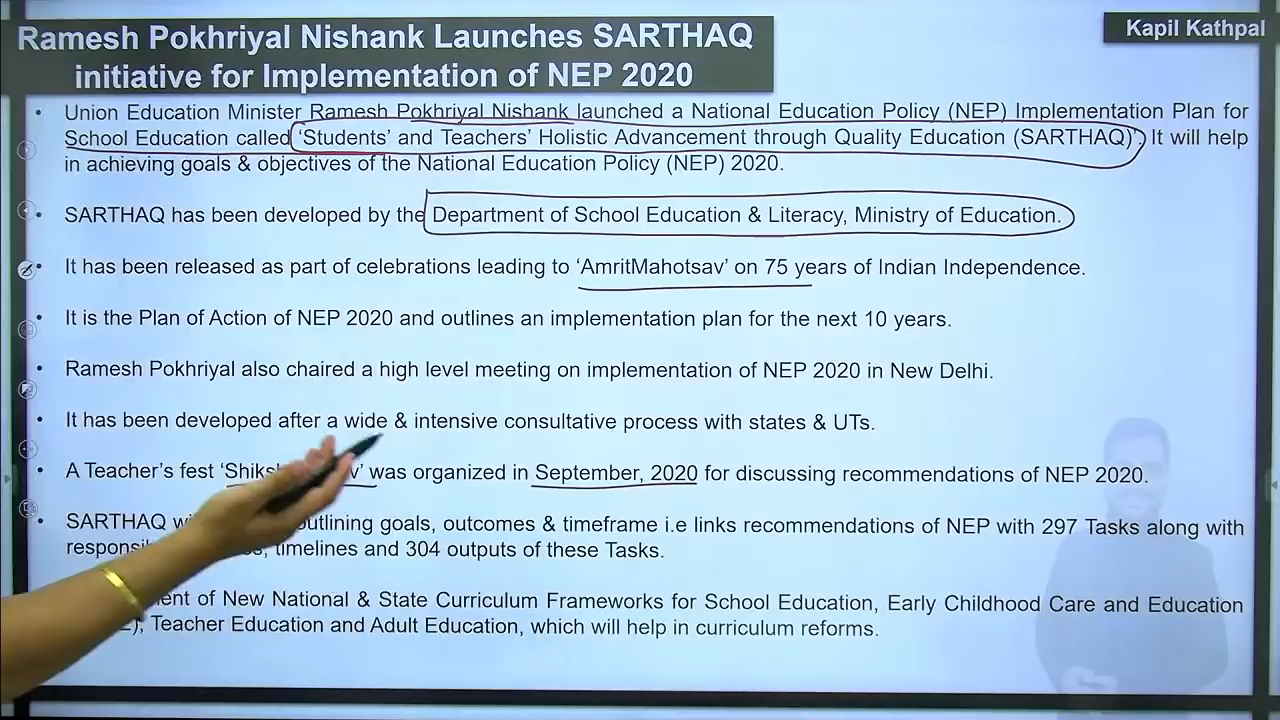 Ramesh Pokhriyal Nishank Launches SARTHAQ
initiative for Implementation of NEP 2020
Kapil Kathpal
• Union Education Minister Ramesh Pokhriyal Nishank launched a National Education Policy (NEP) Implementation Plan for
School Education called ‘Students’ and Teachers’ Holistic Advancement through Quality Education (SARTHAQ)’. It will help
in achieving goals & objectives of the National Education Policy (NEP) 2020.
• SARTHAQ has been developed by the Department of School Education & Literacy, Ministry of Education.
• It has been released as part of celebrations leading to ‘AmritMahotsav’ on 75 years of Indian Independence.
• It is the Plan of Action of NEP 2020 and outlines an implementation plan for the next 10 years.
• Ramesh Pokhriyal also chaired a high level meeting on implementation of NEP 2020 in New Delhi.
• It has been developed after a wide & intensive consultative process with states & UTs.
• A Teacher’s fest was organized in September, 2020 for discussing recommendations of NEP 2020.
• SARTHAQ outlining goals, outcomes & timeframe i.e links recommendations of NEP with 297 Tasks along with
timelines and 304 outputs of these Tasks.
of New National & State Curriculum Frameworks for School Education, Early Childhood Care and Education
Teacher Education and Adult Education, which will help in curriculum reforms.